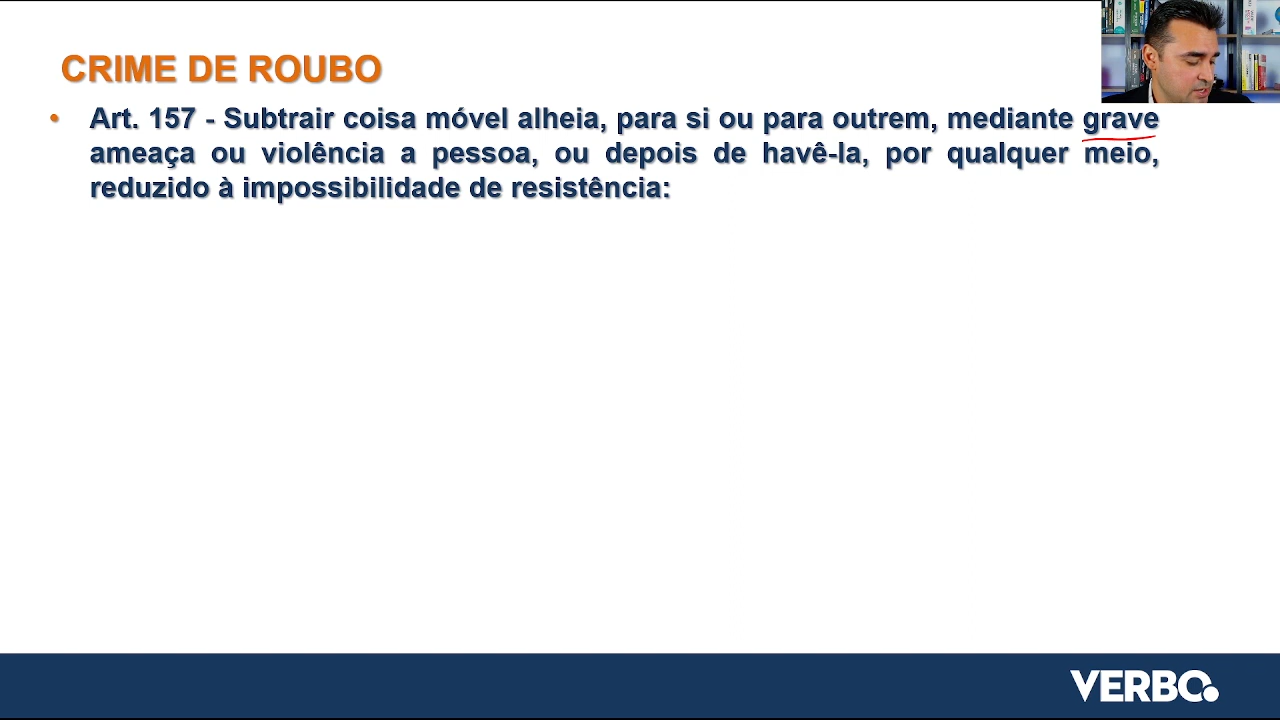 CRIME DE ROUBO
• Art. 157 - Subtrair coisa móvel alheia, para si ou para outrem, mediante grave
ameaça ou violência a pessoa, ou depois de havê-la, por qualquer meio,
reduzido à impossibilidade de resistência:
VERBO.